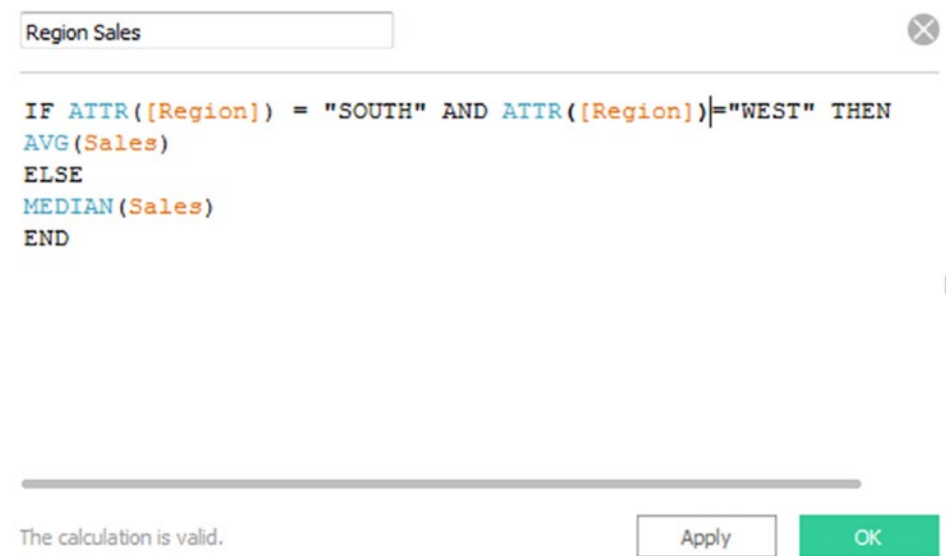 Region Sales
IF ATTR([Region]) = "SOUTH" AND ATTR([Region])="WEST" THEN
AVG(Sales)
ELSE
MEDIAN(Sales)
END
The calculation is valid.
Apply
OK